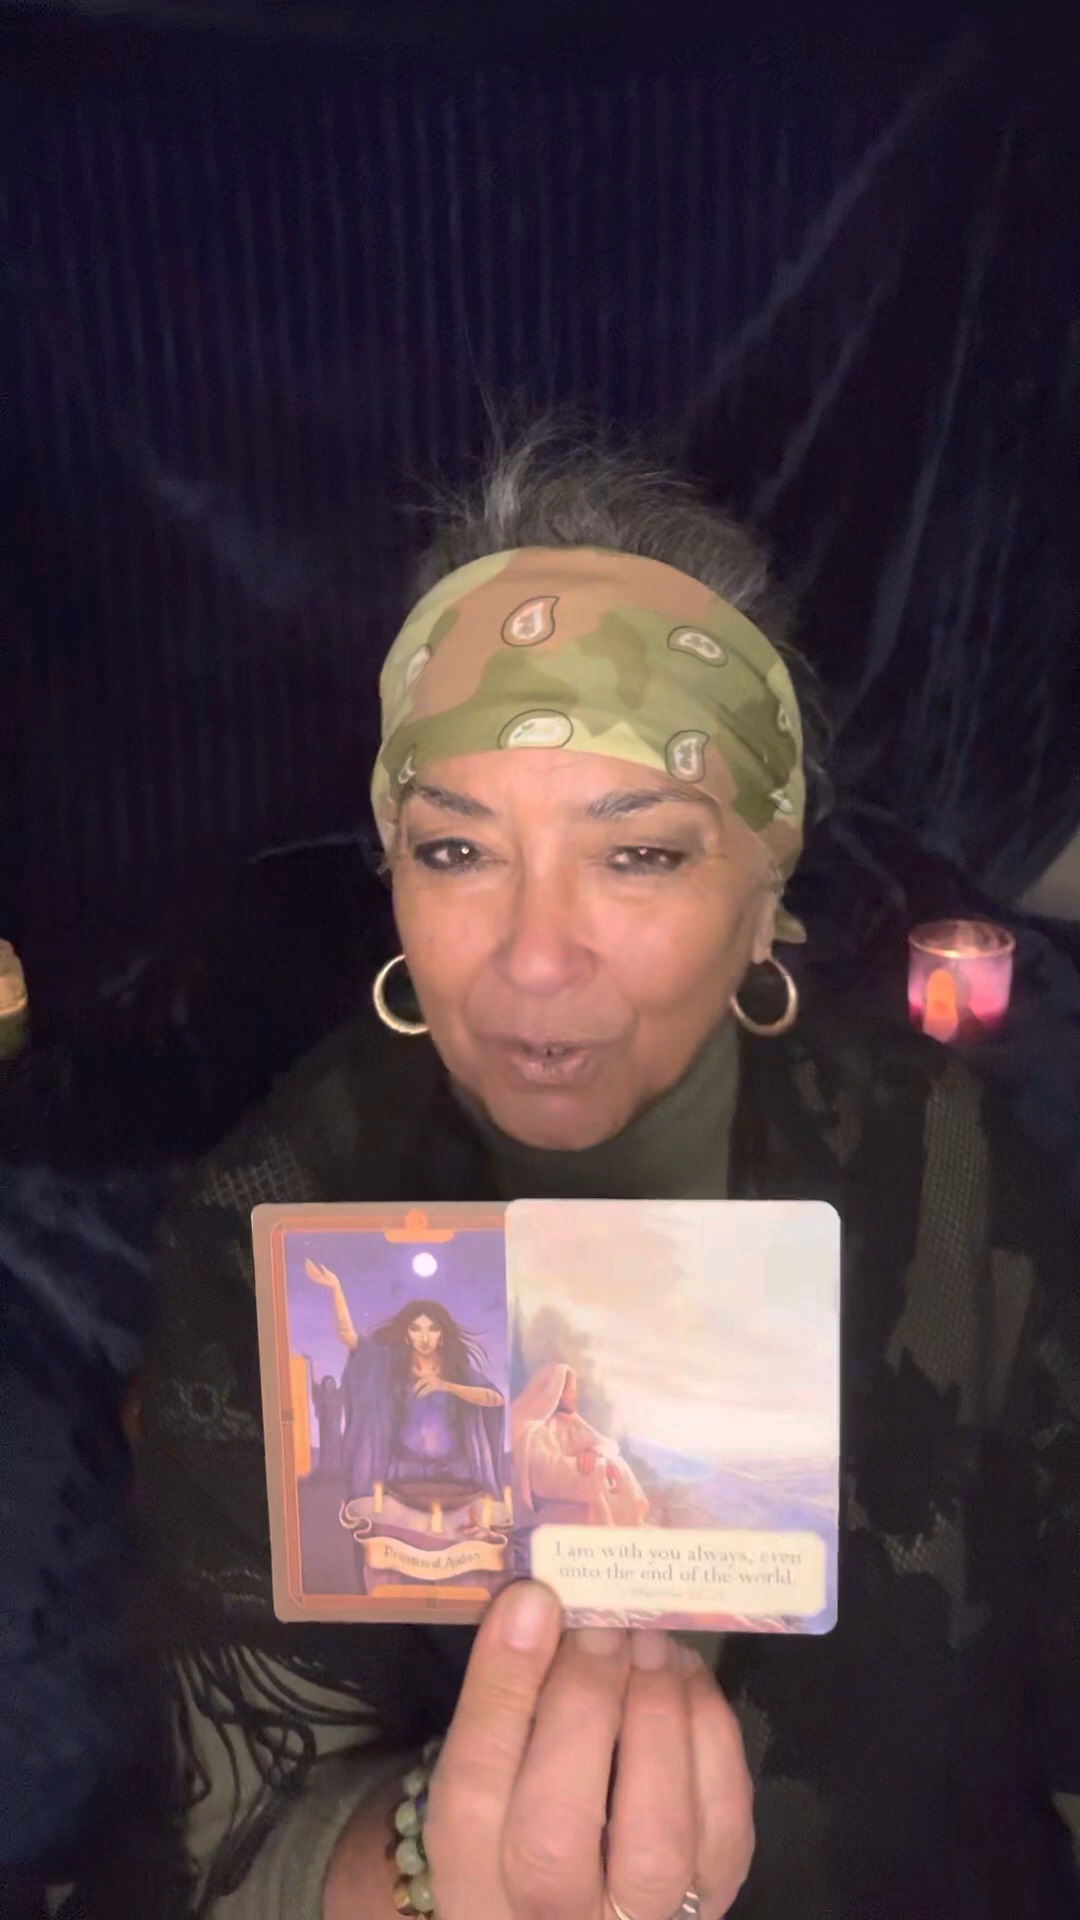 Priestess of Avalon
I am with you always, even
unto the end of the world.